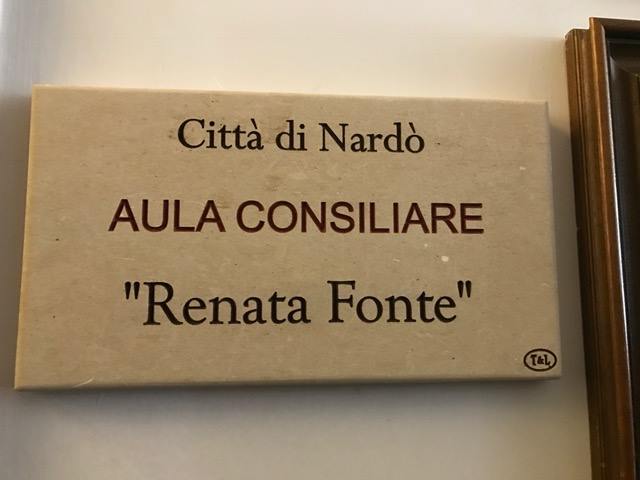 Città di Nardò
AULA CONSILIARE
"Renata Fonte"
T&L